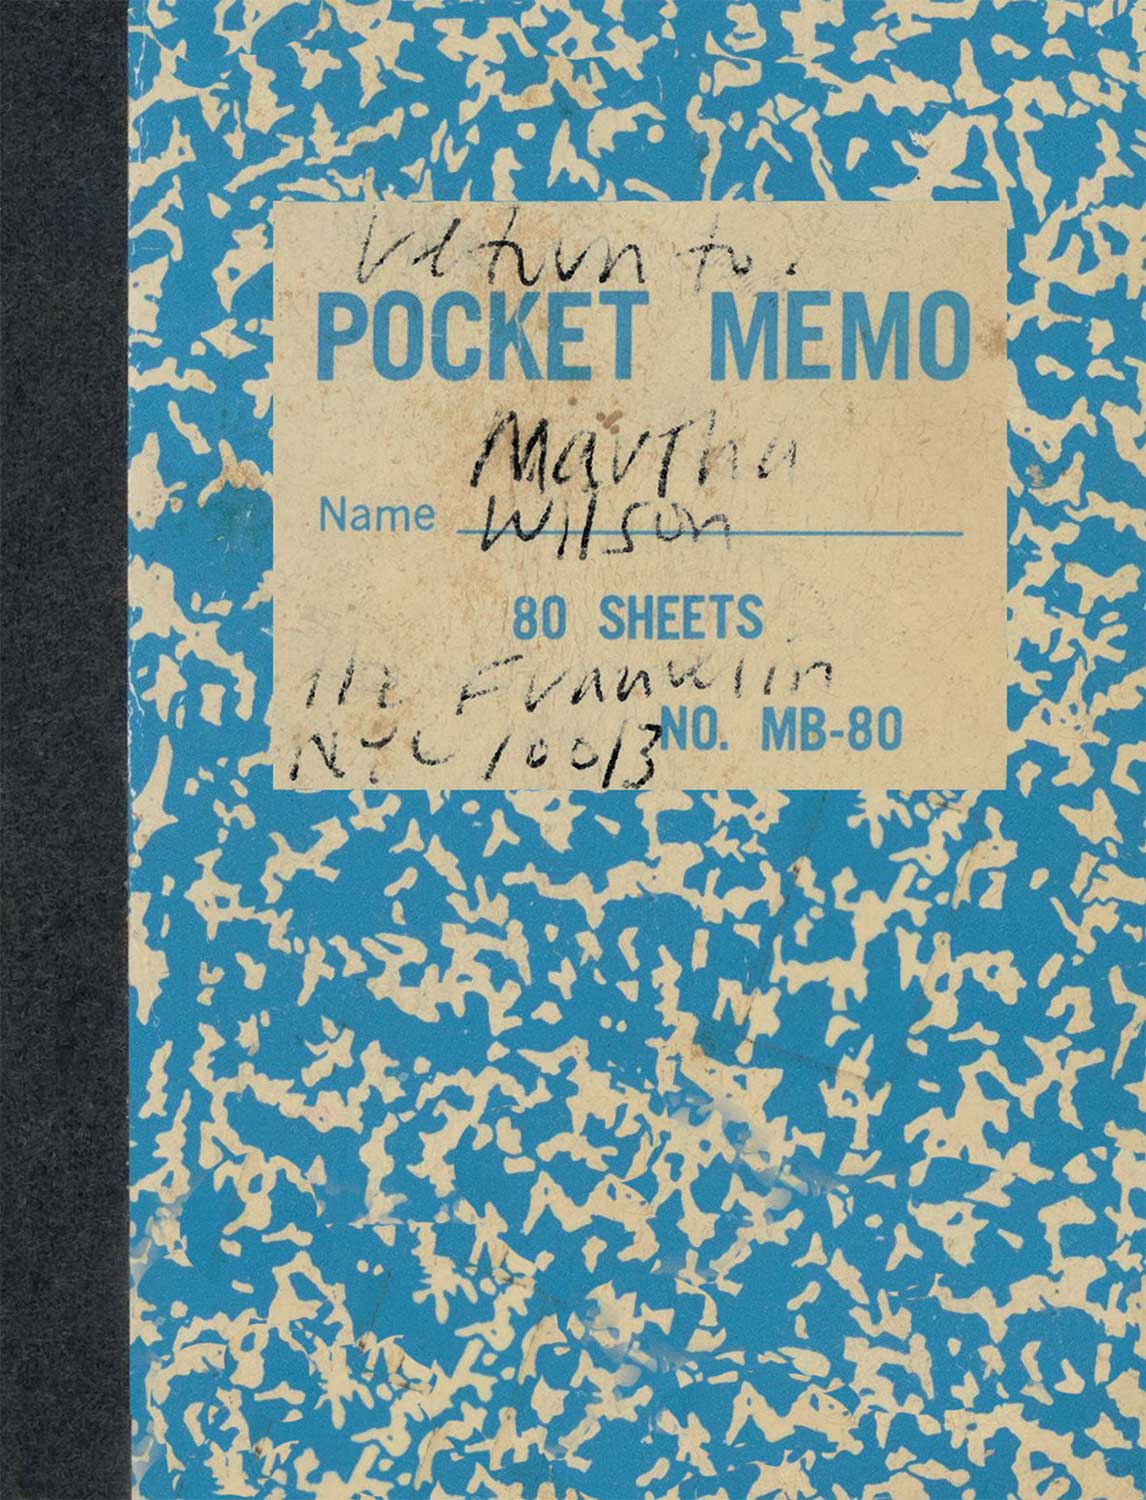 Return to:
POCKET MEMO
Martha
Name Wilson
80 SHEETS
112 Franklin
NO. MB-80
NYC 10013